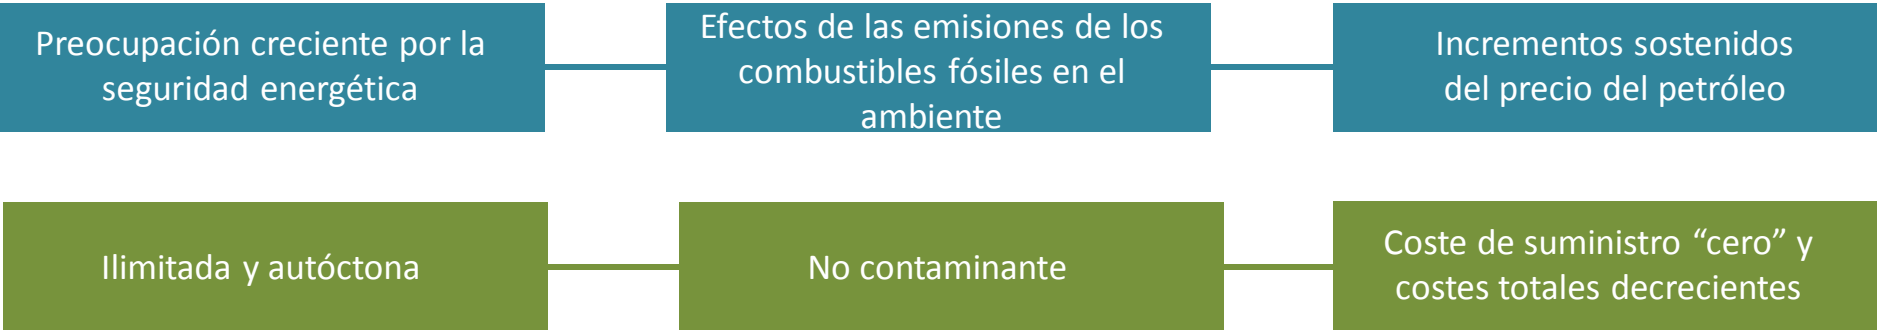 Preocupación creciente por la
seguridad energética
Efectos de las emisiones de los
combustibles fósiles en el
ambiente
Incrementos sostenidos
del precio del petróleo
Ilimitada y autóctona
No contaminante
Coste de suministro “cero” y
costes totales decrecientes